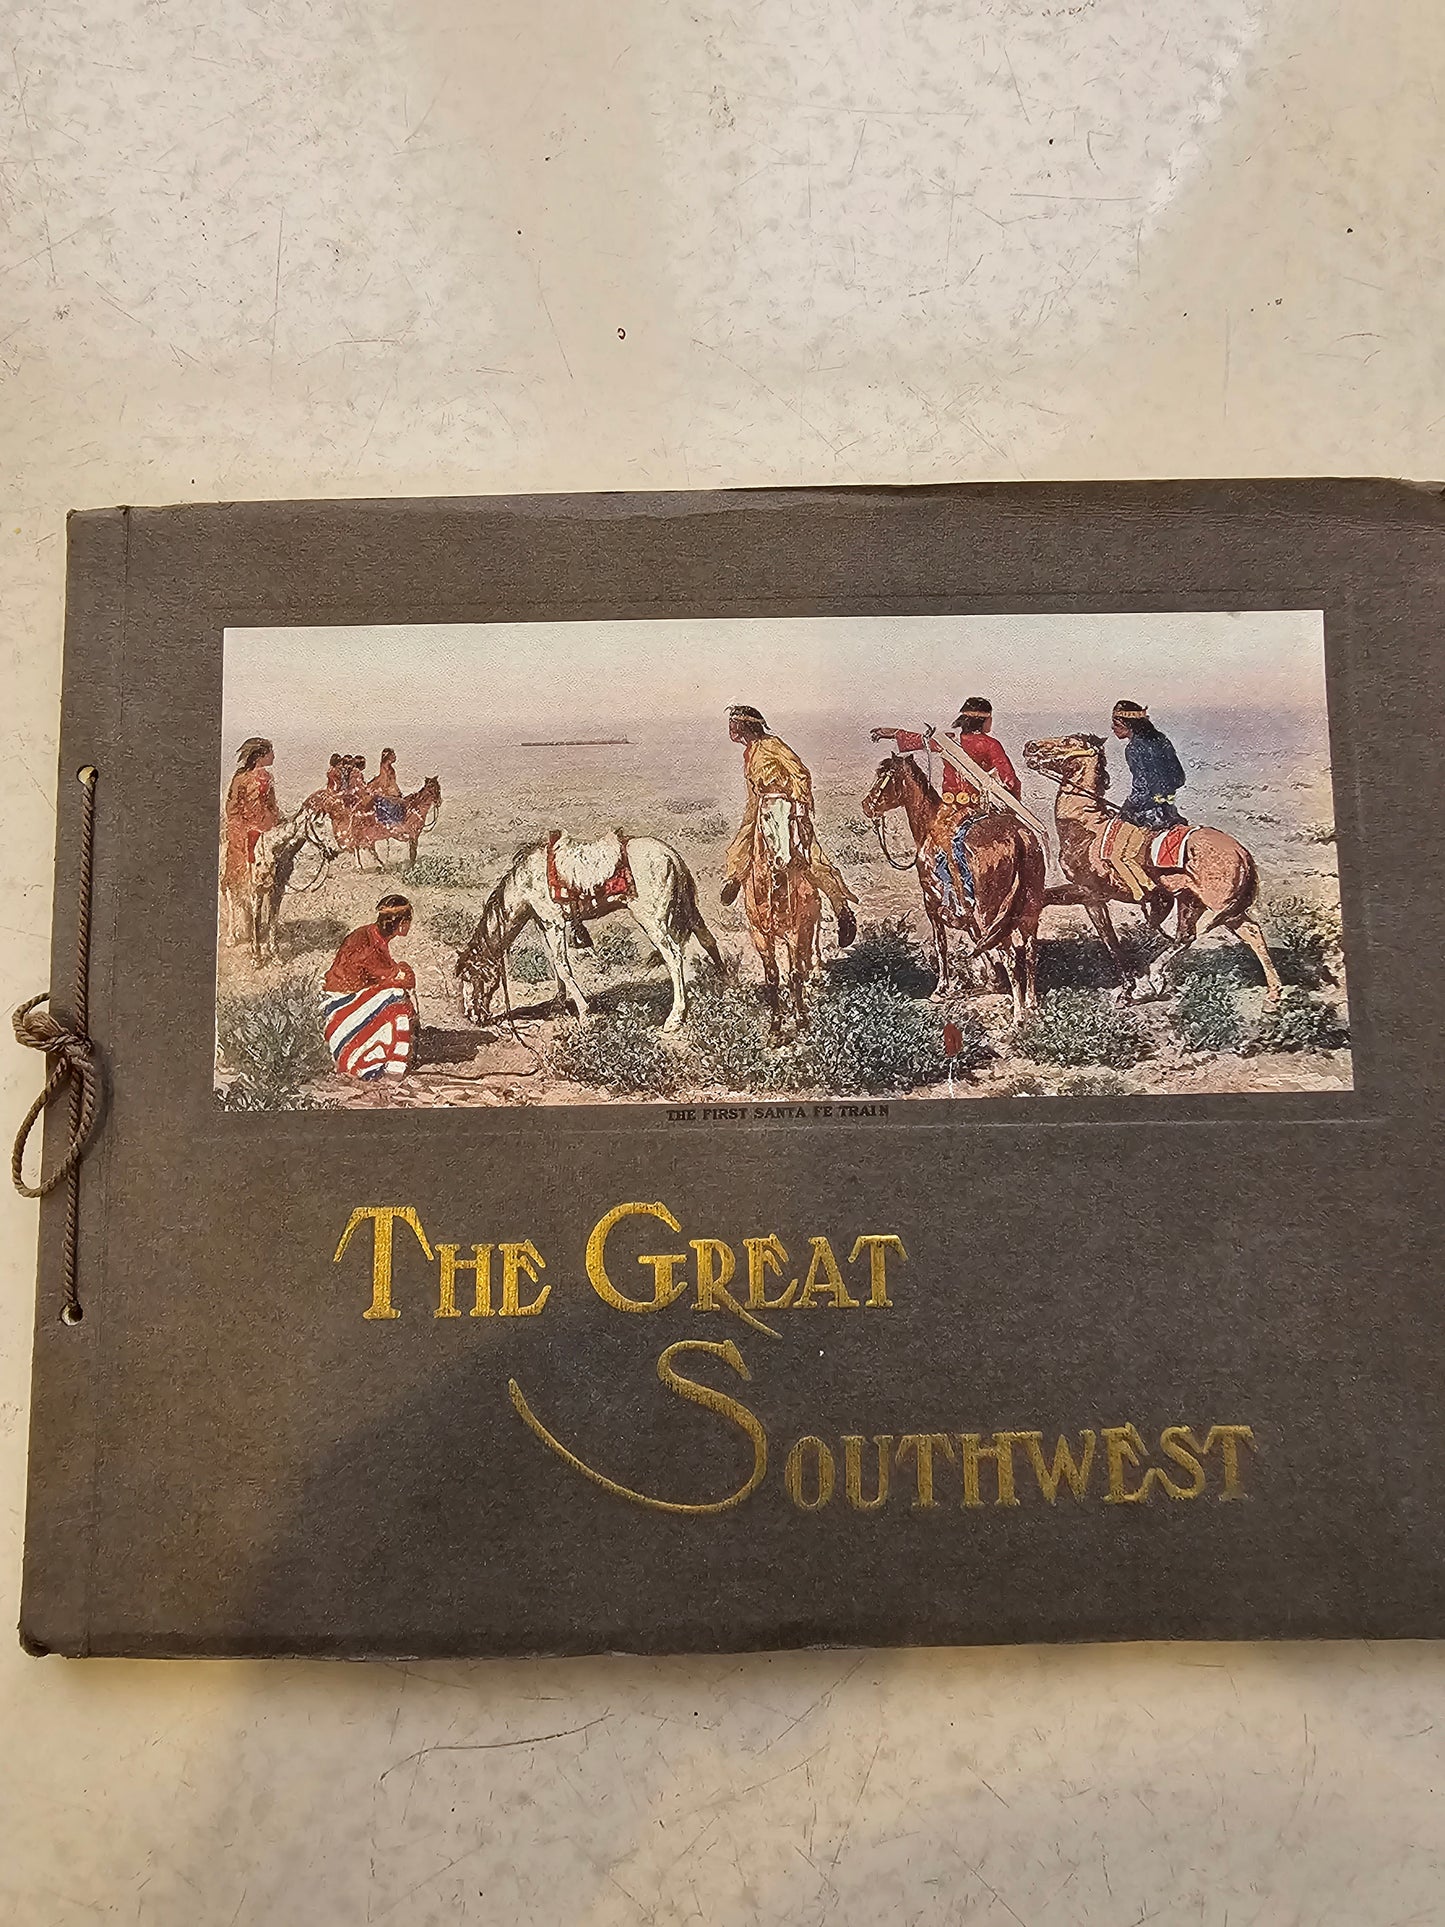 THE FIRST SANTA FE TRAIN
THE GREAT
SOUTHWEST